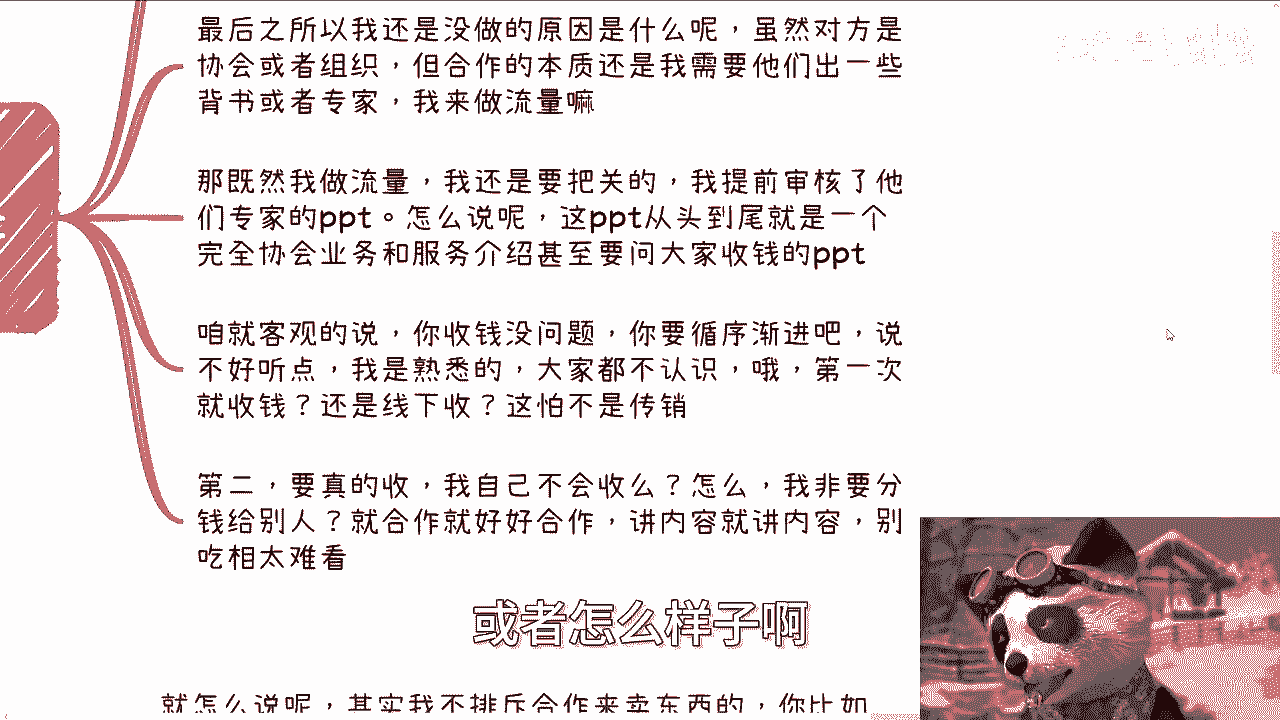 最后之所以我还是没做的原因是什么呢，虽然对方是
协会或者组织，但合作的本质还是我需要他们出一些
背书或者专家，我来做流量嘛
那既然我做流量，我还是要把关的，我提前审核了他
们专家的ppt。怎么说呢，这ppt从头到尾就是一个
完全协会业务和服务介绍甚至要问大家收钱的ppt
咱就客观的说，你收钱没问题，你要循序渐进吧，说
不好听点，我是熟悉的，大家都不认识，哦，第一次
就收钱？还是线下收？这怕不是传销
第二，要真的收，我自己不会收么？怎么，我非要分
钱给别人？就合作就好好合作，讲内容就讲内容，别
吃相太难看
或者怎么样子啊
就怎么说呢，其实我不排斥合作来卖东西的，你比如